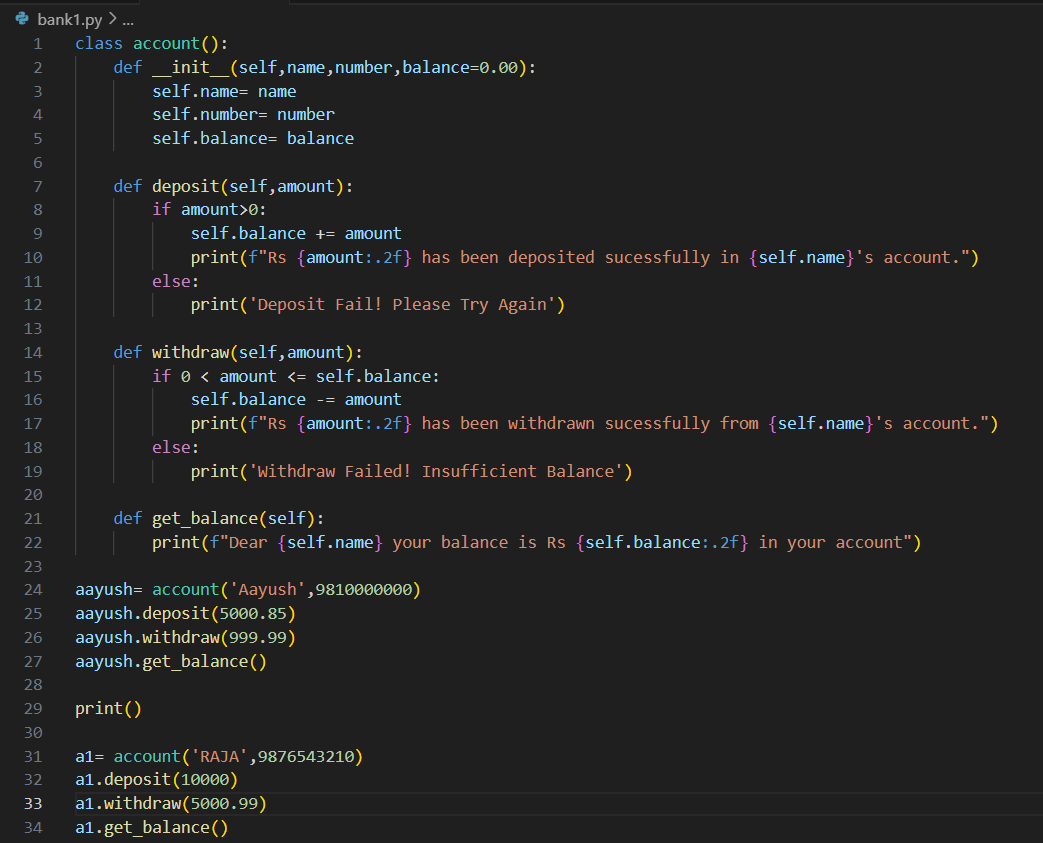 bank1.py > ...
1 class account():
2     def __init__(self,name,number,balance=0.00):
3         self.name= name
4         self.number= number
5         self.balance= balance
6
7     def deposit(self,amount):
8         if amount>0:
9             self.balance += amount
10             print(f"Rs {amount:.2f} has been deposited sucessfully in {self.name}'s account.")
11         else:
12             print('Deposit Fail! Please Try Again')
13
14     def withdraw(self,amount):
15         if 0 < amount <= self.balance:
16             self.balance -= amount
17             print(f"Rs {amount:.2f} has been withdrawn sucessfully from {self.name}'s account.")
18         else:
19             print('Withdraw Failed! Insufficient Balance')
20
21     def get_balance(self):
22         print(f"Dear {self.name} your balance is Rs {self.balance:.2f} in your account")
23
24 aayush= account('Aayush',9810000000)
25 aayush.deposit(5000.85)
26 aayush.withdraw(999.99)
27 aayush.get_balance()
28
29 print()
30
31 a1= account('RAJA',9876543210)
32 a1.deposit(10000)
33 a1.withdraw(5000.99)
34 a1.get_balance()